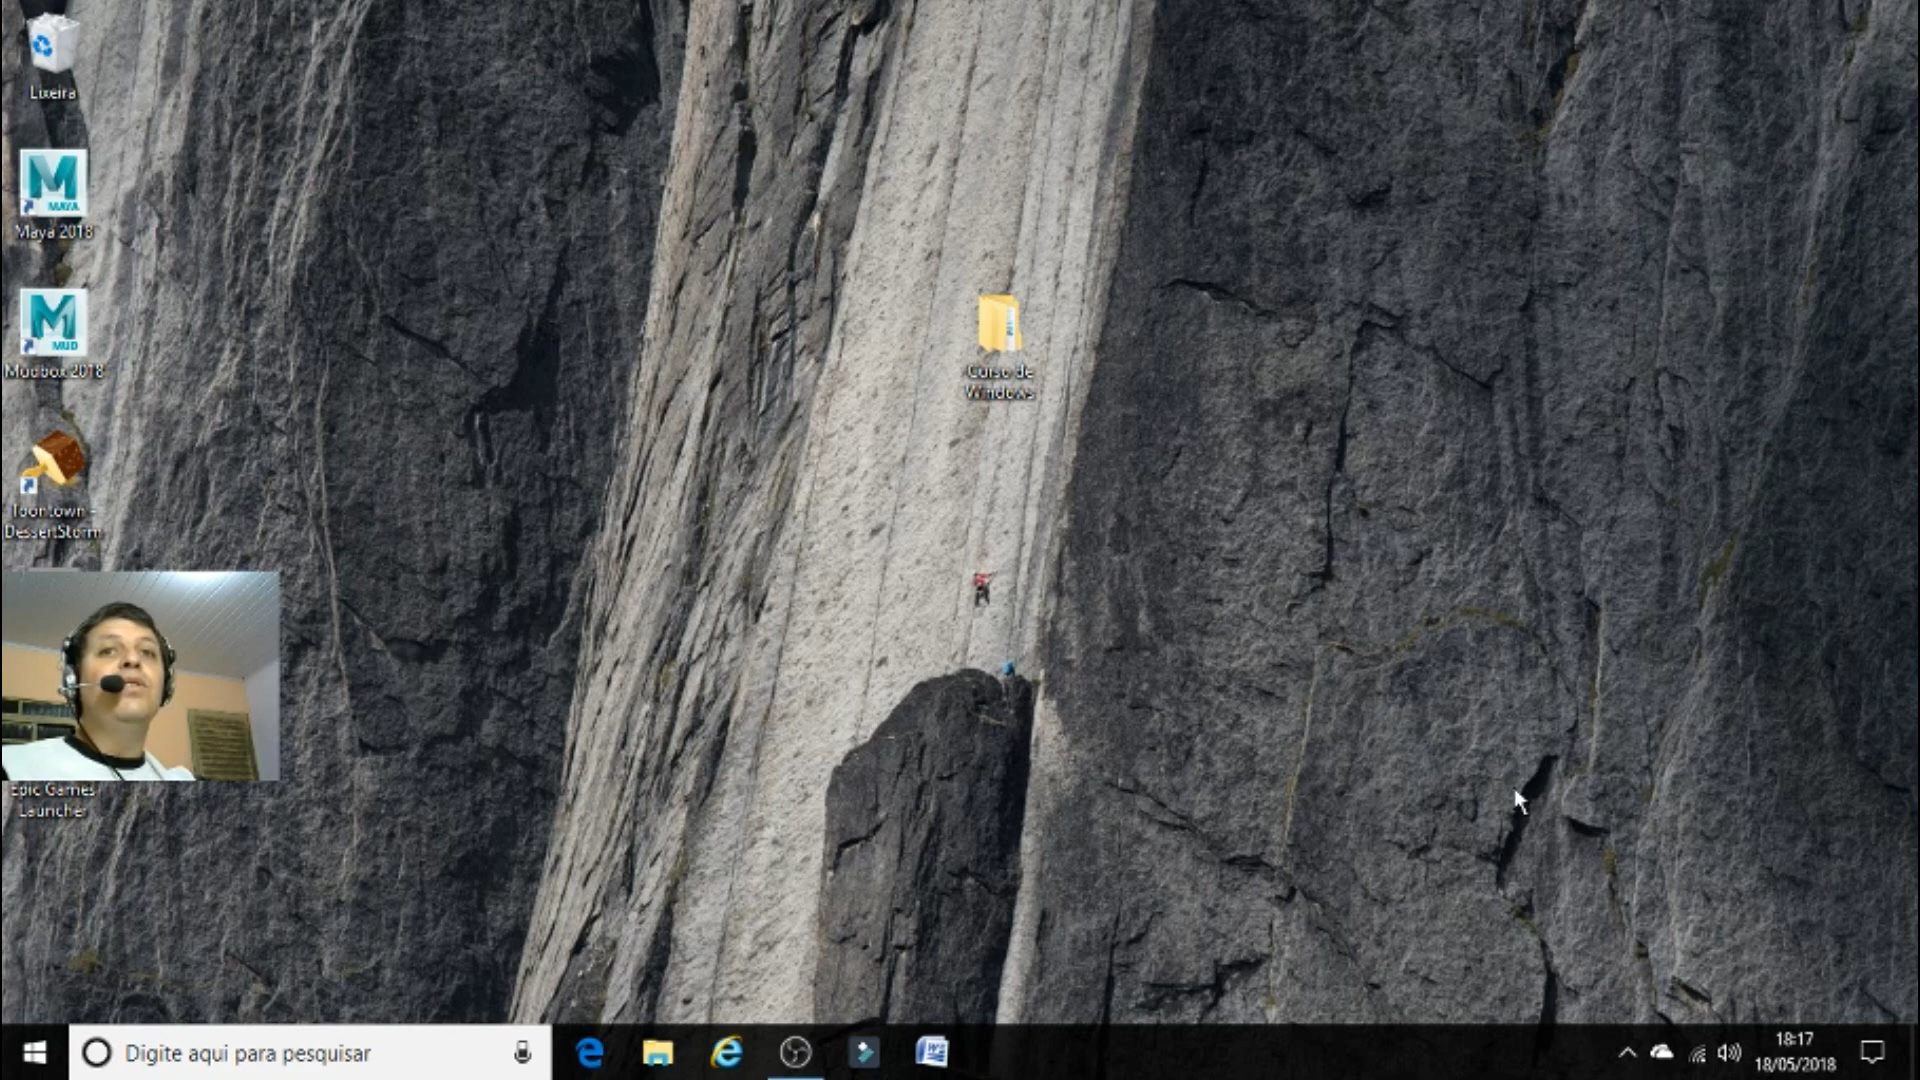 Lixeira
MAYA
Maya 2018
MUD
Mudbox 2018
Toontown -
DessertStorm
Epic Games
Launcher
Curso de
Windows
Digite aqui para pesquisar
18:17
18/05/2018